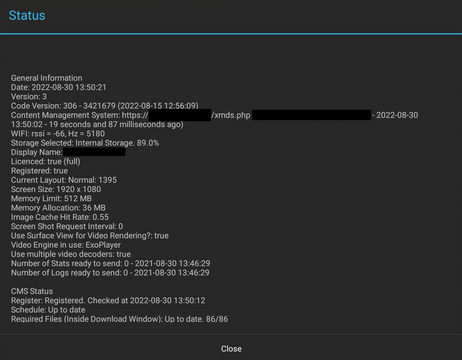 Status
General Information
Date: 2022-08-30 13:50:21
Version: 3
Code Version: 306 - 3421679 (2022-08-15 12:56:09)
Content Management System: https:// /xmds.php - 2022-08-30
13:50:02 - 19 seconds and 87 milliseconds ago)
WIFI: rssi = -66, Hz = 5180
Storage Selected: Internal Storage. 89.0%
Display Name:
Licenced: true (full)
Registered: true
Current Layout: Normal: 1395
Screen Size: 1920 x 1080
Memory Limit: 512 MB
Memory Allocation: 36 MB
Image Cache Hit Rate: 0.55
Screen Shot Request Interval: 0
Use Surface View for Video Rendering?: true
Video Engine in use: ExoPlayer
Use multiple video decoders: true
Number of Stats ready to send: 0 - 2021-08-30 13:46:29
Number of Logs ready to send: 0 - 2021-08-30 13:46:29
CMS Status
Register: Registered. Checked at 2022-08-30 13:50:12
Schedule: Up to date
Required Files (Inside Download Window): Up to date. 86/86
Close